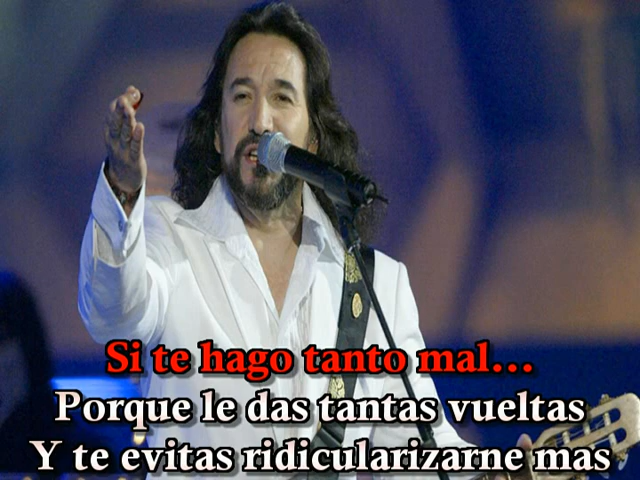 Si te hago tanto mal...
Porque le das tantas vueltas
Y te evitas ridicularizarne mas